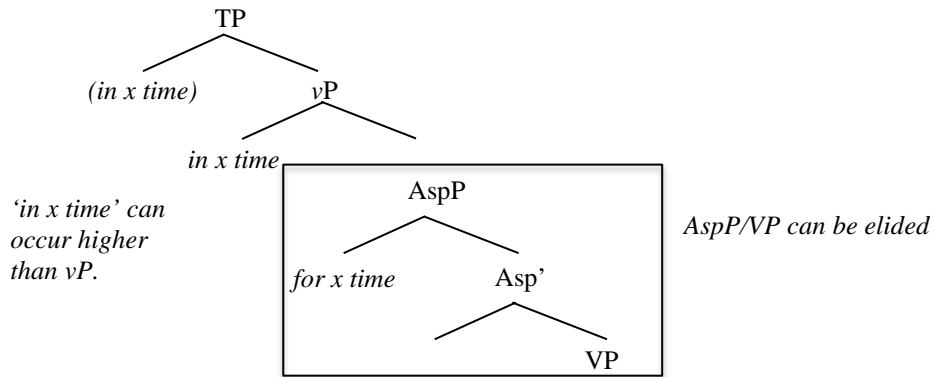 TP
(in x time)
vP
in x time
AspP
‘in x time’ can
occur higher
than vP.
AspP/VP can be elided
for x time
Asp’
VP